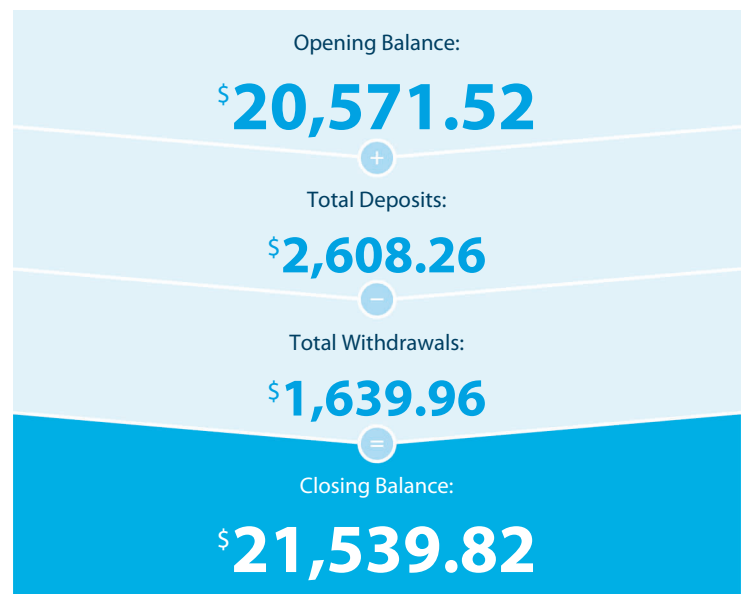 Opening Balance:
$20,571.52
+
Total Deposits:
$2,608.26
−
Total Withdrawals:
$1,639.96
=
Closing Balance:
$21,539.82